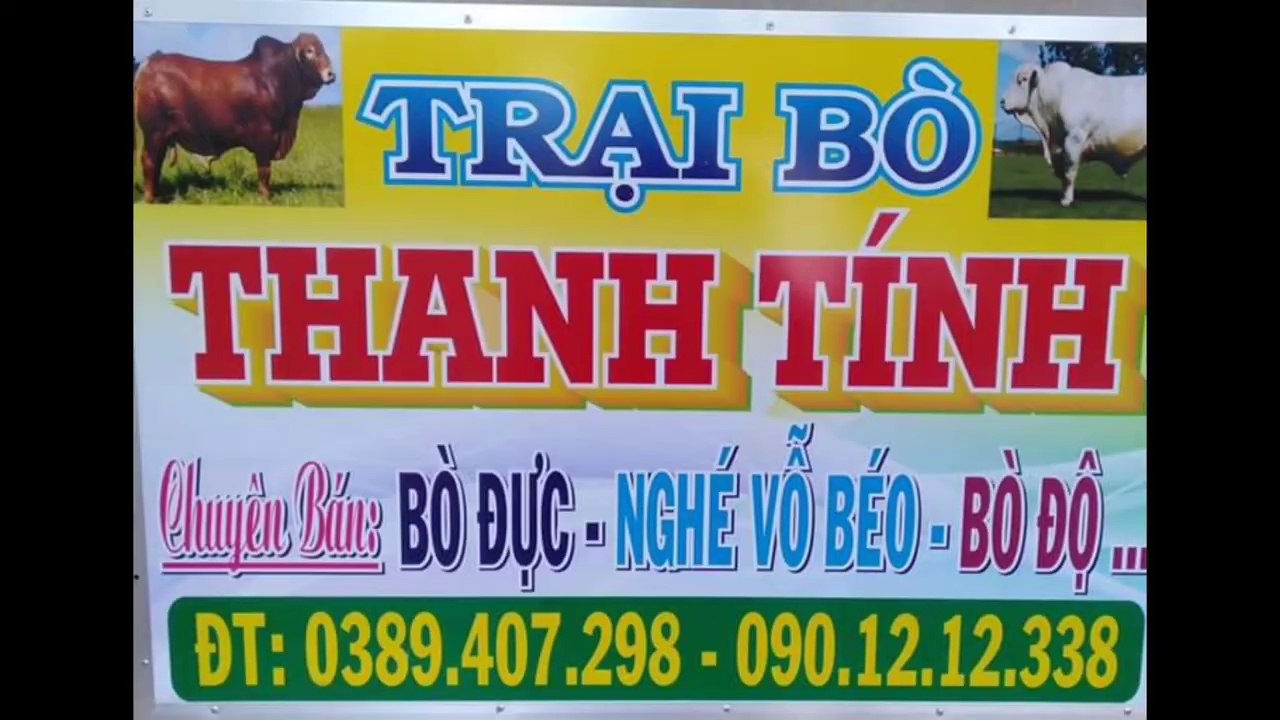 TRẠI BÒ
THANH TÍNH
Chuyên Bán: BÒ ĐỰC - NGHÉ VỖ BÉO - BÒ ĐỘ ...
ĐT: 0389.407.298 - 090.12.12.338